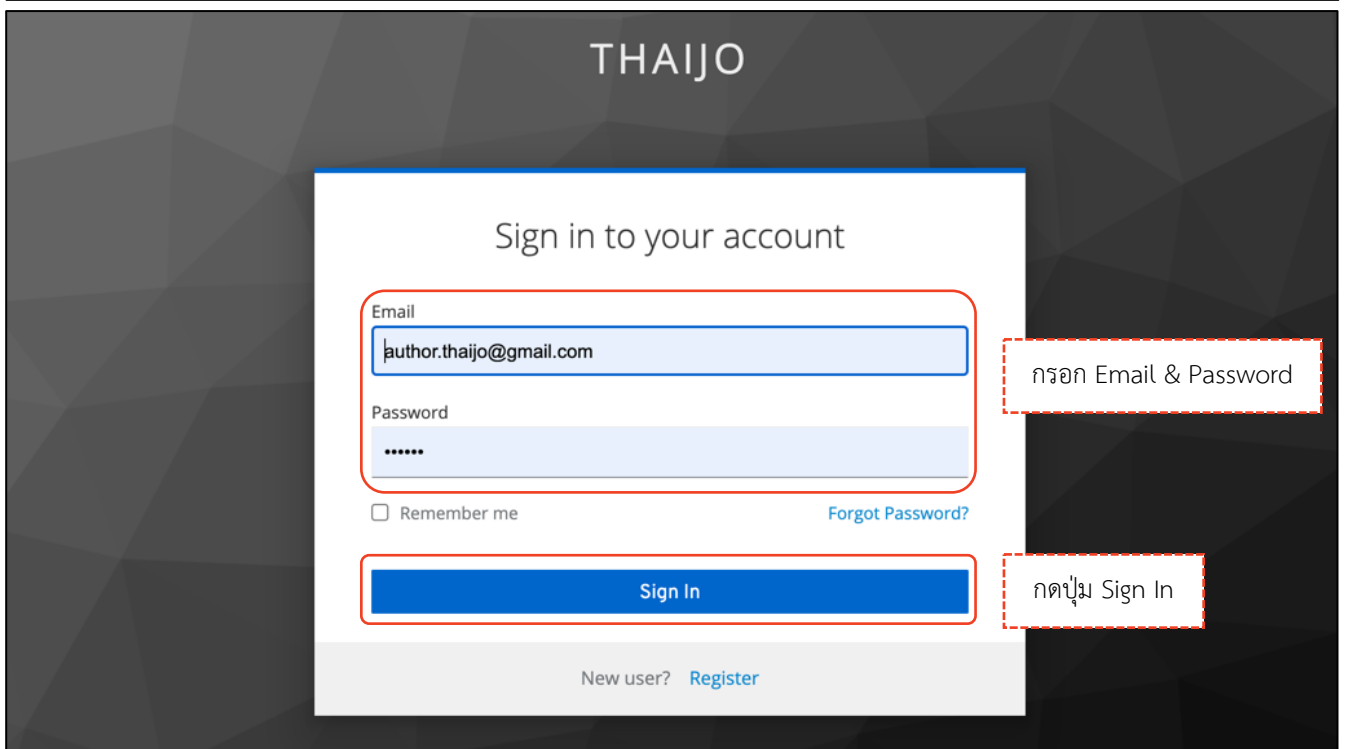 THAIJO
Sign in to your account
Email
author.thaijo@gmail.com
กรอก Email & Password
Password
••••••
Remember me
Forgot Password?
Sign In
กดปุ่ม Sign In
New user? Register